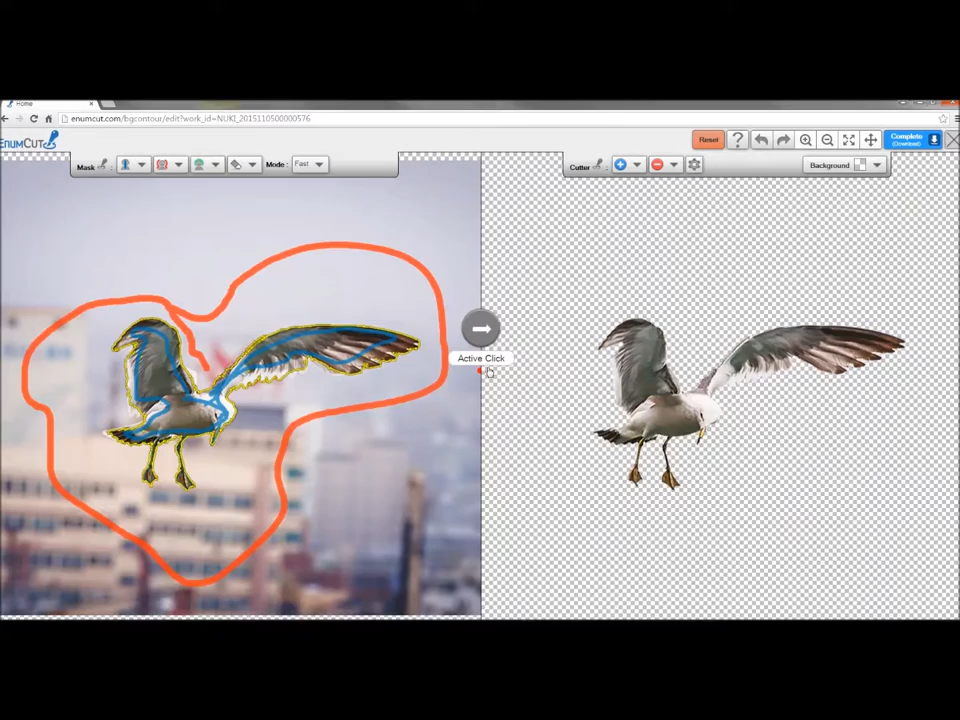 Home
enumcut.com/bgcontour/edit?work_id=NUKI_2015110500000576
ENUMCUT
Reset
?
Complete
(Download)
Mask :
Mode : Fast
Cutter :
Background
Active Click